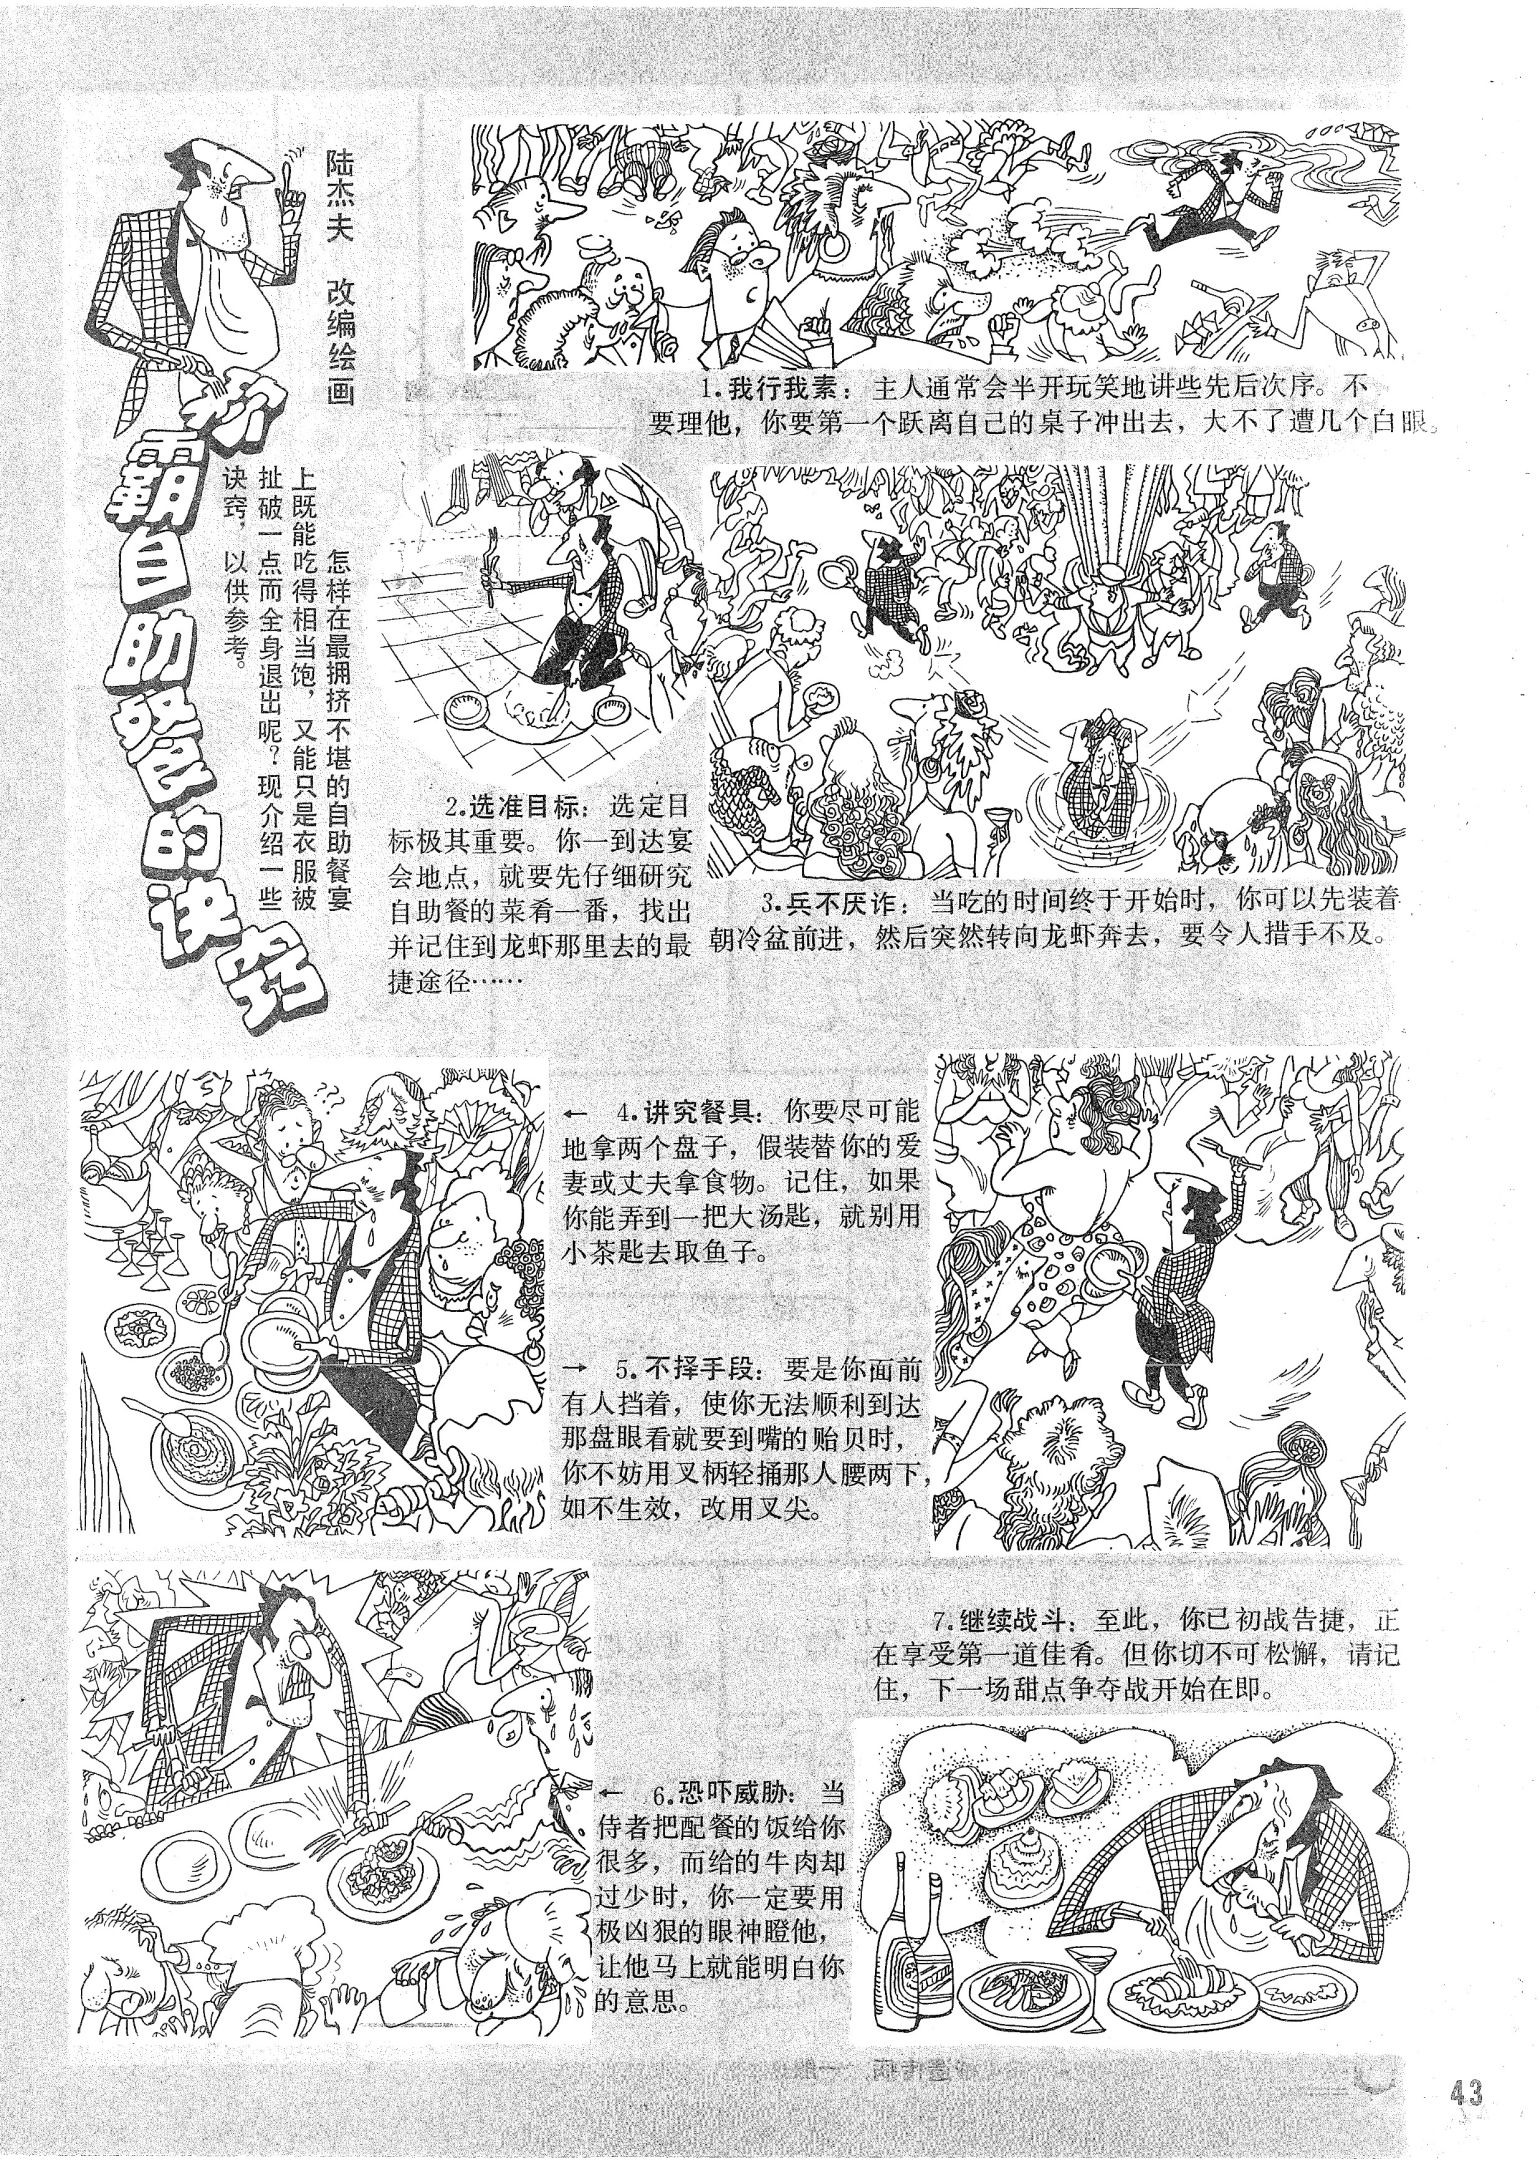 称霸自助餐的诀窍
陆杰夫 改编绘画
怎样在最拥挤不堪的自助餐宴
上既能吃得相当饱，又能只是衣服被
扯破一点而全身退出呢？现介绍一些
诀窍，以供参考。
1.我行我素：主人通常会半开玩笑地讲些先后次序。不
要理他，你要第一个跃离自己的桌子冲出去，大不了遭几个白眼。
2.选准目标：选定目
标极其重要。你一到达宴
会地点，就要先仔细研究
自助餐的菜肴一番，找出
并记住到龙虾那里去的最
捷途径……
3.兵不厌诈：当吃的时间终于开始时，你可以先装着
朝冷盆前进，然后突然转向龙虾奔去，要令人措手不及。
← 4.讲究餐具：你要尽可能
地拿两个盘子，假装替你的爱
妻或丈夫拿食物。记住，如果
你能弄到一把大汤匙，就别用
小茶匙去取鱼子。
→ 5.不择手段：要是你面前
有人挡着，使你无法顺利到达
那盘眼看就要到嘴的贻贝时，
你不妨用叉柄轻捅那人腰两下，
如不生效，改用叉尖。
← 6.恐吓威胁：当
侍者把配餐的饭给你
很多，而给的牛肉却
过少时，你一定要用
极凶狠的眼神瞪他，
让他马上就能明白你
的意思。
7.继续战斗：至此，你已初战告捷，正
在享受第一道佳肴。但你切不可松懈，请记
住，下一场甜点争夺战开始在即。
43